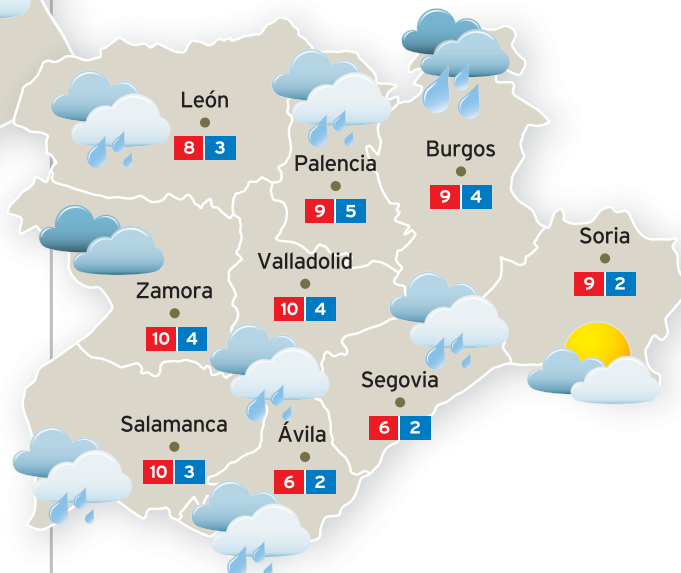 León
8 3
Palencia
9 5
Burgos
9 4
Soria
9 2
Valladolid
10 4
Zamora
10 4
Segovia
6 2
Salamanca
10 3
Ávila
6 2